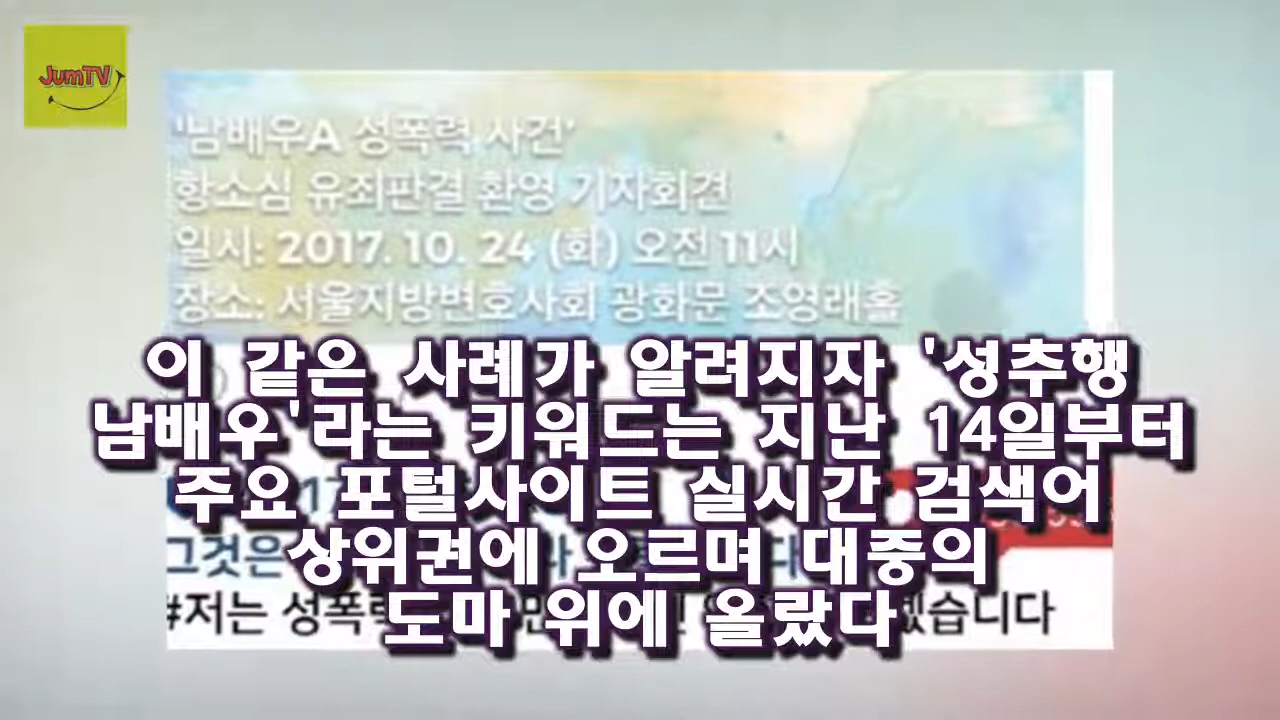 JumTV
'남배우A 성폭력 사건'
항소심 유죄판결 환영 기자회견
일시: 2017. 10. 24 (화) 오전 11시
장소: 서울지방변호사회 광화문 조영래홀
이 같은 사례가 알려지자 '성추행
남배우'라는 키워드는 지난 14일부터
주요 포털사이트 실시간 검색어
상위권에 오르며 대중의
도마 위에 올랐다
그것은
#저는 성폭력